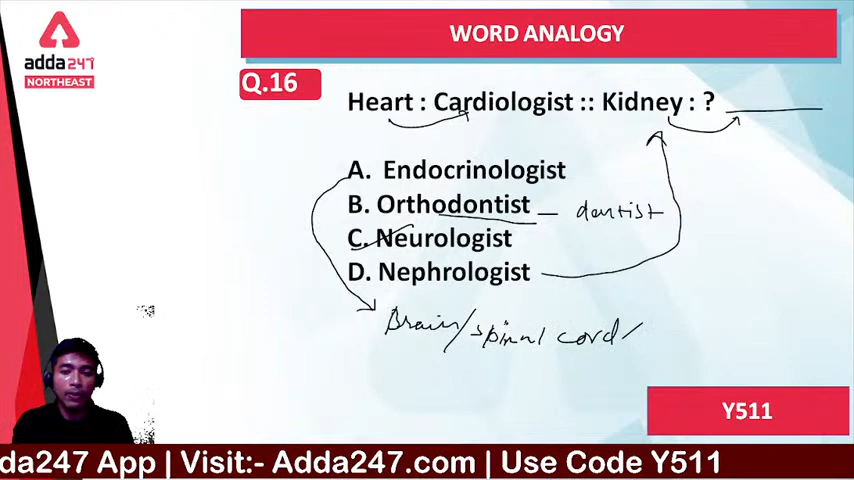 WORD ANALOGY
adda247
NORTHEAST
Q.16
Heart : Cardiologist :: Kidney : ?
A. Endocrinologist
B. Orthodontist — dentist
C. Neurologist
D. Nephrologist
Brain/spinal cord/
Y511
da247 App | Visit:- Adda247.com | Use Code Y511